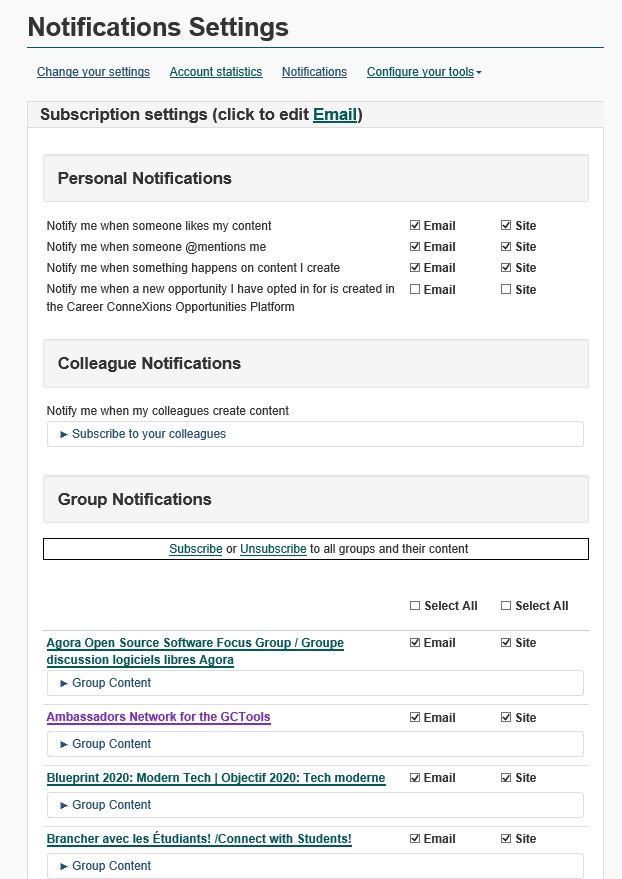 Notifications Settings
Change your settings Account statistics Notifications Configure your tools
Subscription settings (click to edit Email)
Personal Notifications
Notify me when someone likes my content Email Site
Notify me when someone @mentions me Email Site
Notify me when something happens on content I create Email Site
Notify me when a new opportunity I have opted in for is created in Email Site
the Career ConneXions Opportunities Platform
Colleague Notifications
Notify me when my colleagues create content
► Subscribe to your colleagues
Group Notifications
Subscribe or Unsubscribe to all groups and their content
Select All Select All
Agora Open Source Software Focus Group / Groupe Email Site
discussion logiciels libres Agora
► Group Content
Ambassadors Network for the GCTools Email Site
► Group Content
Blueprint 2020: Modern Tech | Objectif 2020: Tech moderne Email Site
► Group Content
Brancher avec les Étudiants! /Connect with Students! Email Site
► Group Content